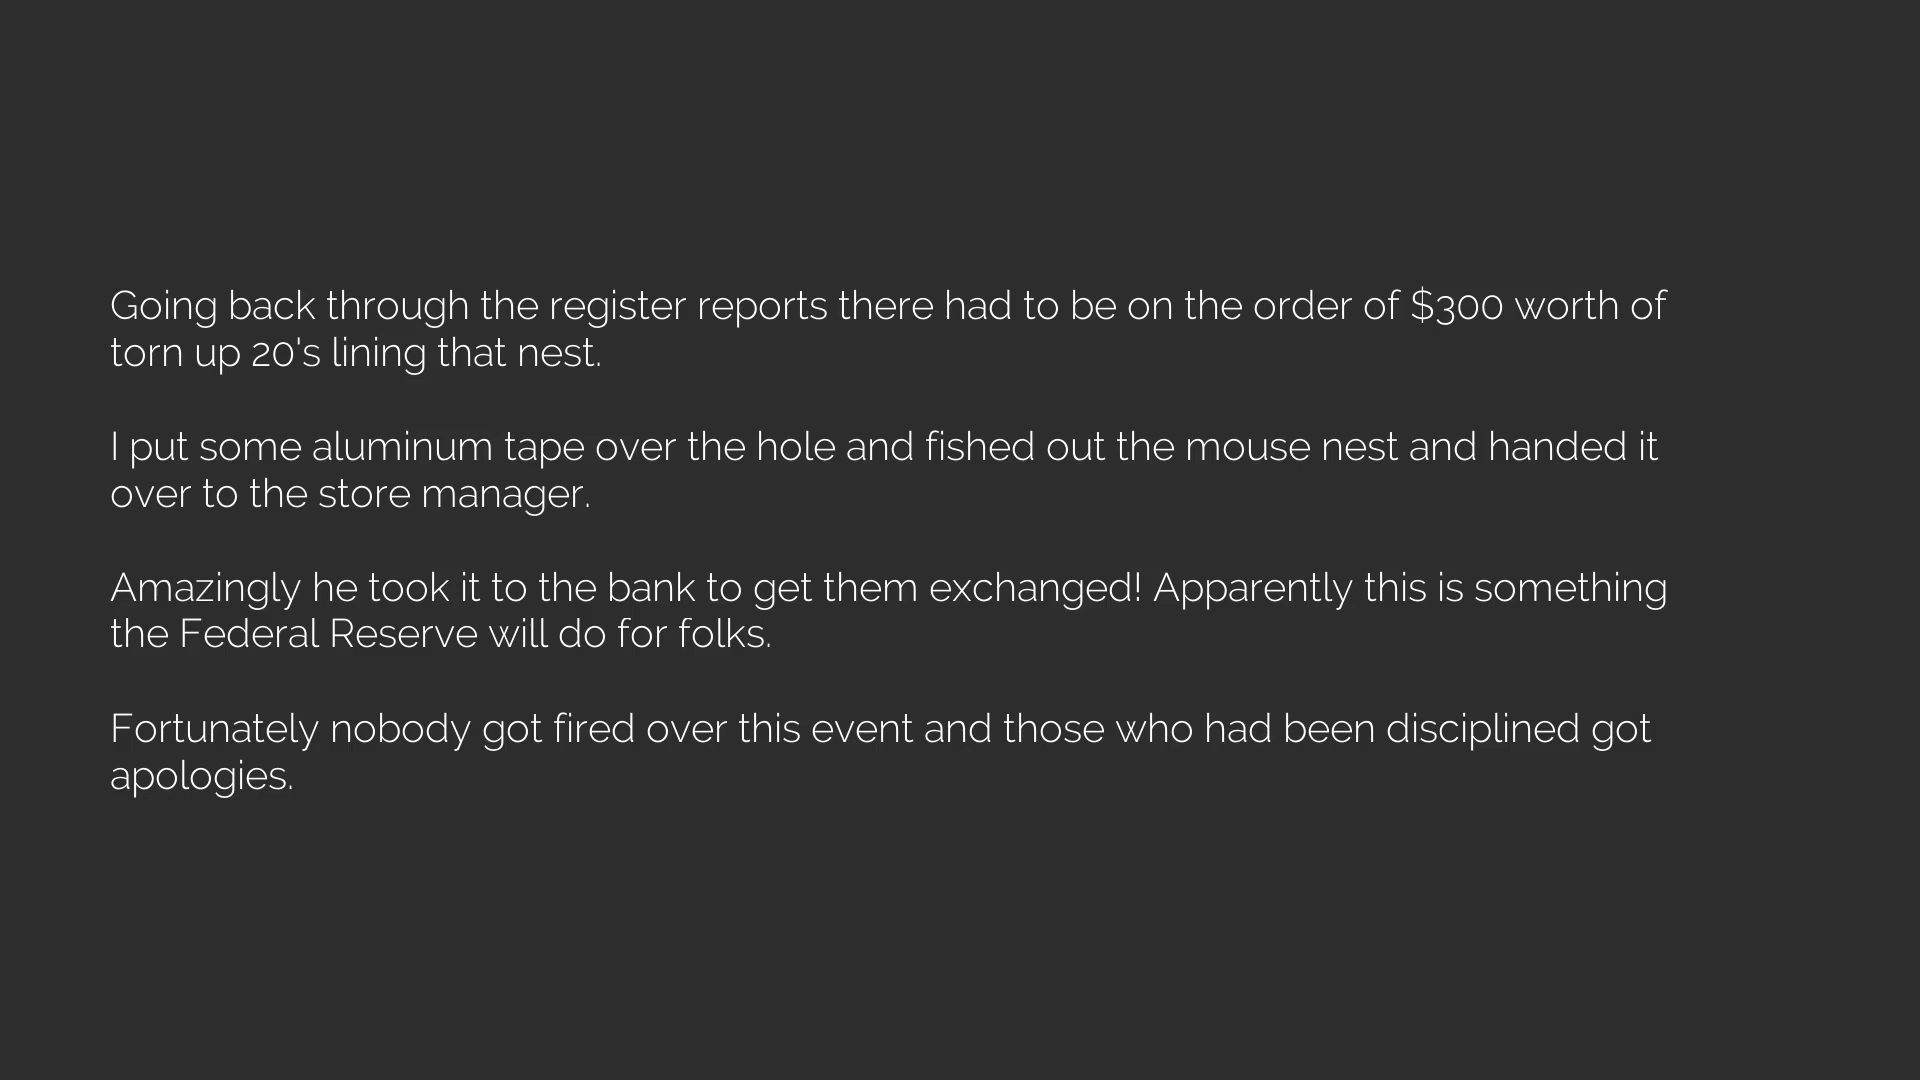 Going back through the register reports there had to be on the order of $300 worth of
torn up 20's lining that nest.
I put some aluminum tape over the hole and fished out the mouse nest and handed it
over to the store manager.
Amazingly he took it to the bank to get them exchanged! Apparently this is something
the Federal Reserve will do for folks.
Fortunately nobody got fired over this event and those who had been disciplined got
apologies.